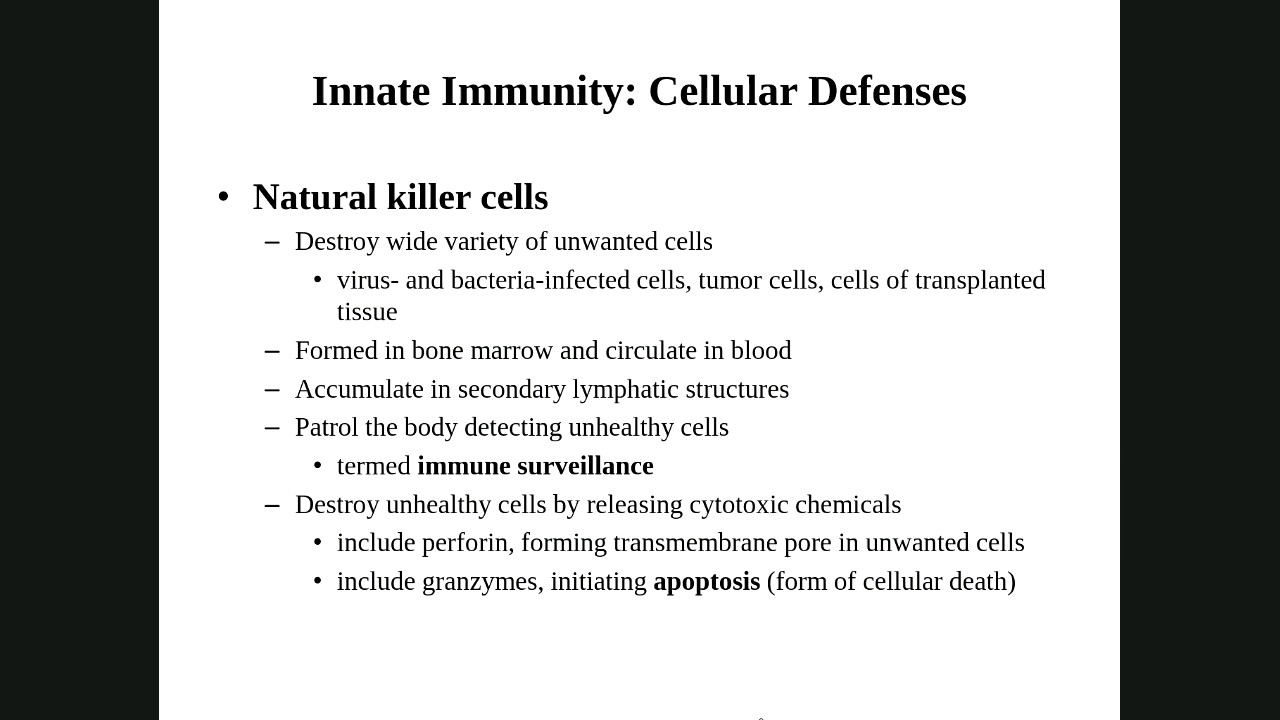 Innate Immunity: Cellular Defenses
• Natural killer cells
– Destroy wide variety of unwanted cells
• virus- and bacteria-infected cells, tumor cells, cells of transplanted
tissue
– Formed in bone marrow and circulate in blood
– Accumulate in secondary lymphatic structures
– Patrol the body detecting unhealthy cells
• termed immune surveillance
– Destroy unhealthy cells by releasing cytotoxic chemicals
• include perforin, forming transmembrane pore in unwanted cells
• include granzymes, initiating apoptosis (form of cellular death)